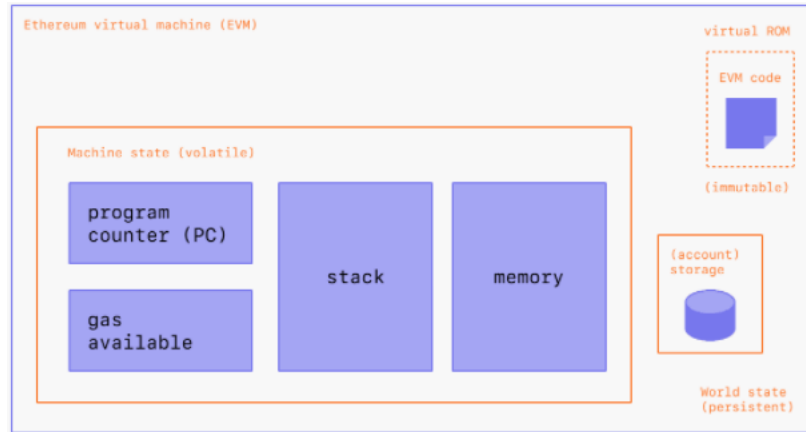 Ethereum virtual machine (EVM)
virtual ROM
EVM code
(immutable)
Machine state (volatile)
program
counter (PC)
gas
available
stack
memory
(account)
storage
World state
(persistent)